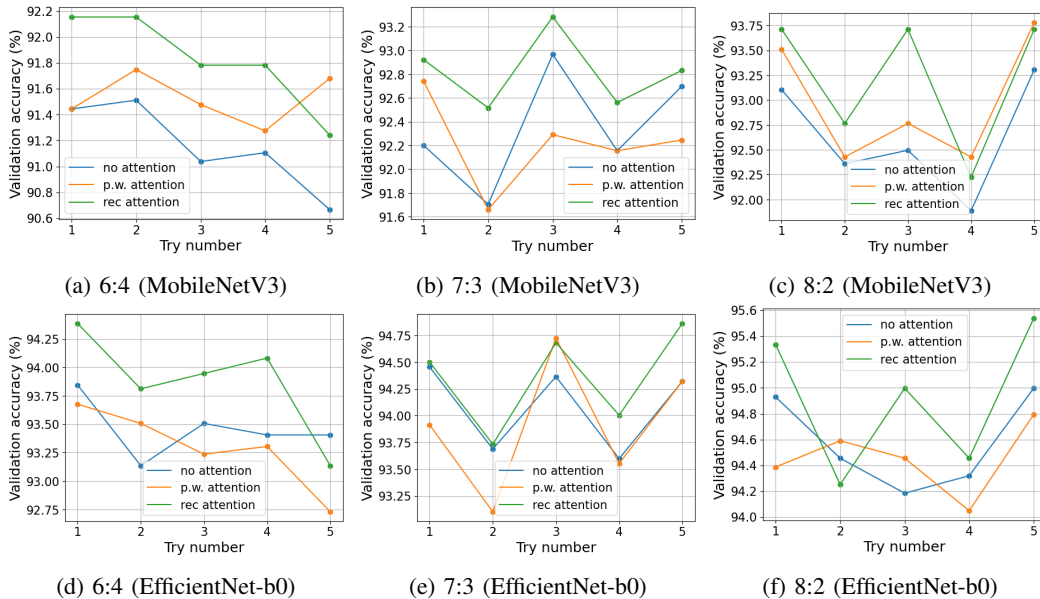 92.2
92.0
91.8
91.6
91.4
91.2
91.0
90.8
90.6
Validation accuracy (%)
no attention
p.w. attention
rec attention
1 2 3 4 5
Try number
(a) 6:4 (MobileNetV3)
93.2
93.0
92.8
92.6
92.4
92.2
92.0
91.8
91.6
Validation accuracy (%)
no attention
p.w. attention
rec attention
1 2 3 4 5
Try number
(b) 7:3 (MobileNetV3)
93.75
93.50
93.25
93.00
92.75
92.50
92.25
92.00
Validation accuracy (%)
no attention
p.w. attention
rec attention
1 2 3 4 5
Try number
(c) 8:2 (MobileNetV3)
94.25
94.00
93.75
93.50
93.25
93.00
92.75
Validation accuracy (%)
no attention
p.w. attention
rec attention
1 2 3 4 5
Try number
(d) 6:4 (EfficientNet-b0)
94.75
94.50
94.25
94.00
93.75
93.50
93.25
Validation accuracy (%)
no attention
p.w. attention
rec attention
1 2 3 4 5
Try number
(e) 7:3 (EfficientNet-b0)
95.6
95.4
95.2
95.0
94.8
94.6
94.4
94.2
94.0
Validation accuracy (%)
no attention
p.w. attention
rec attention
1 2 3 4 5
Try number
(f) 8:2 (EfficientNet-b0)